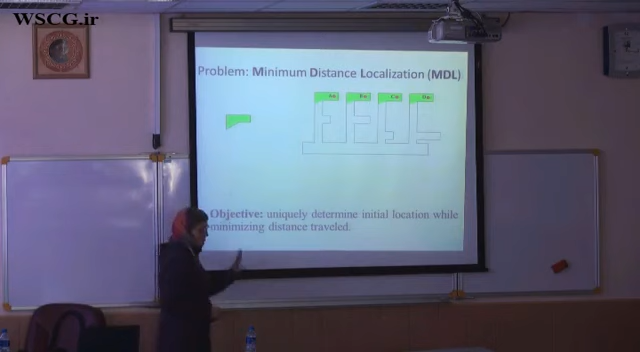 WSCG.ir
Problem: Minimum Distance Localization (MDL)
Objective: uniquely determine initial location while
minimizing distance traveled.